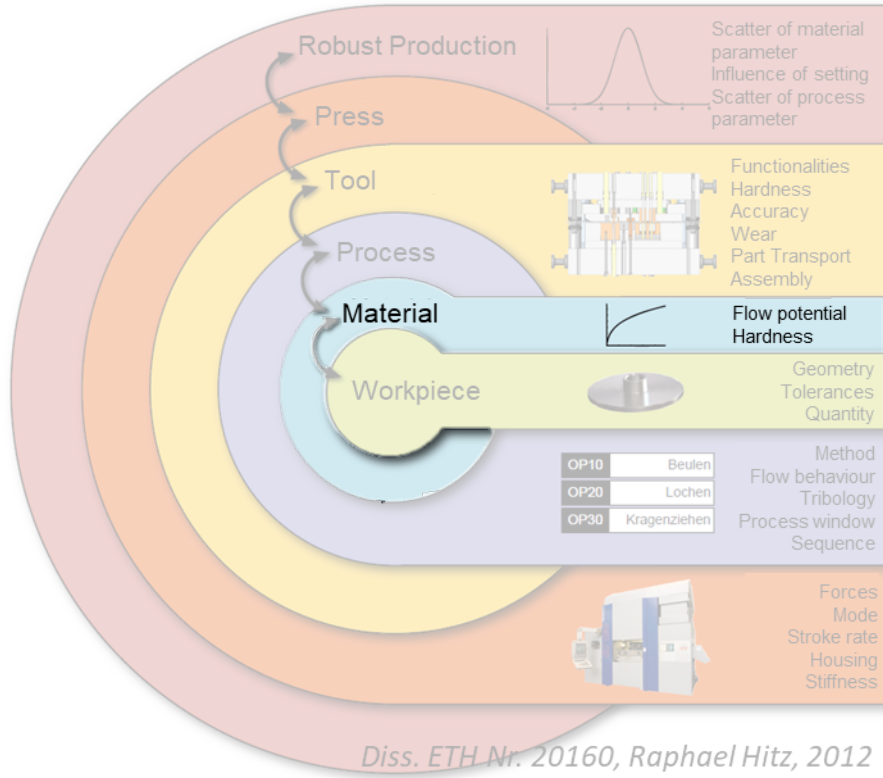 Robust Production
Scatter of material
parameter
Influence of setting
Scatter of process
parameter
Press
Tool
Functionalities
Hardness
Accuracy
Wear
Part Transport
Assembly
Process
Material
Flow potential
Hardness
Workpiece
Geometry
Tolerances
Quantity
OP10 Beulen
OP20 Lochen
OP30 Kragenziehen
Method
Flow behaviour
Tribology
Process window
Sequence
Forces
Mode
Stroke rate
Housing
Stiffness
Diss. ETH Nr. 20160, Raphael Hitz, 2012